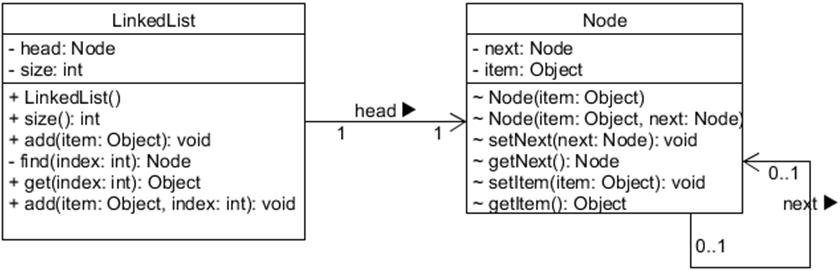 LinkedList
- head: Node
- size: int
+ LinkedList()
+ size(): int
+ add(item: Object): void
- find(index: int): Node
+ get(index: int): Object
+ add(item: Object, index: int): void
head ▶
1
1
Node
- next: Node
- item: Object
~ Node(item: Object)
~ Node(item: Object, next: Node)
~ setNext(next: Node): void
~ getNext(): Node
~ setItem(item: Object): void
~ getItem(): Object
0..1
next ▶
0..1